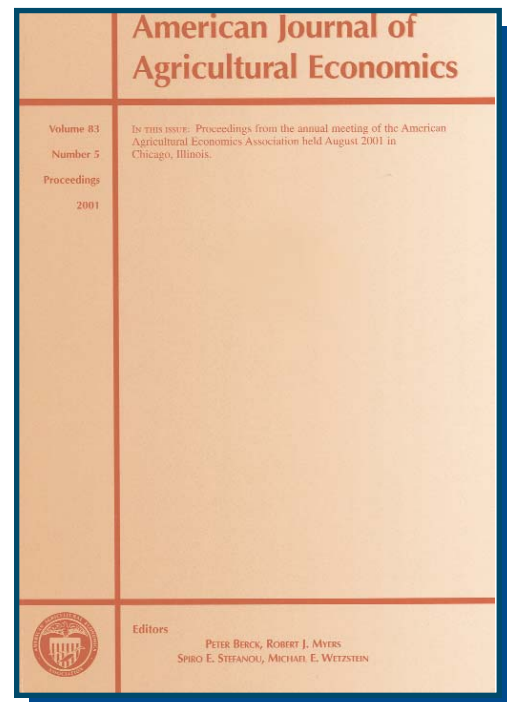 American Journal of
Agricultural Economics
Volume 83
Number 5
Proceedings
2001
IN THIS ISSUE: Proceedings from the annual meeting of the American
Agricultural Economics Association held August 2001 in
Chicago, Illinois.
Editors
PETER BERCK, ROBERT J. MYERS
SPIRO E. STEFANOU, MICHAEL E. WETZSTEIN